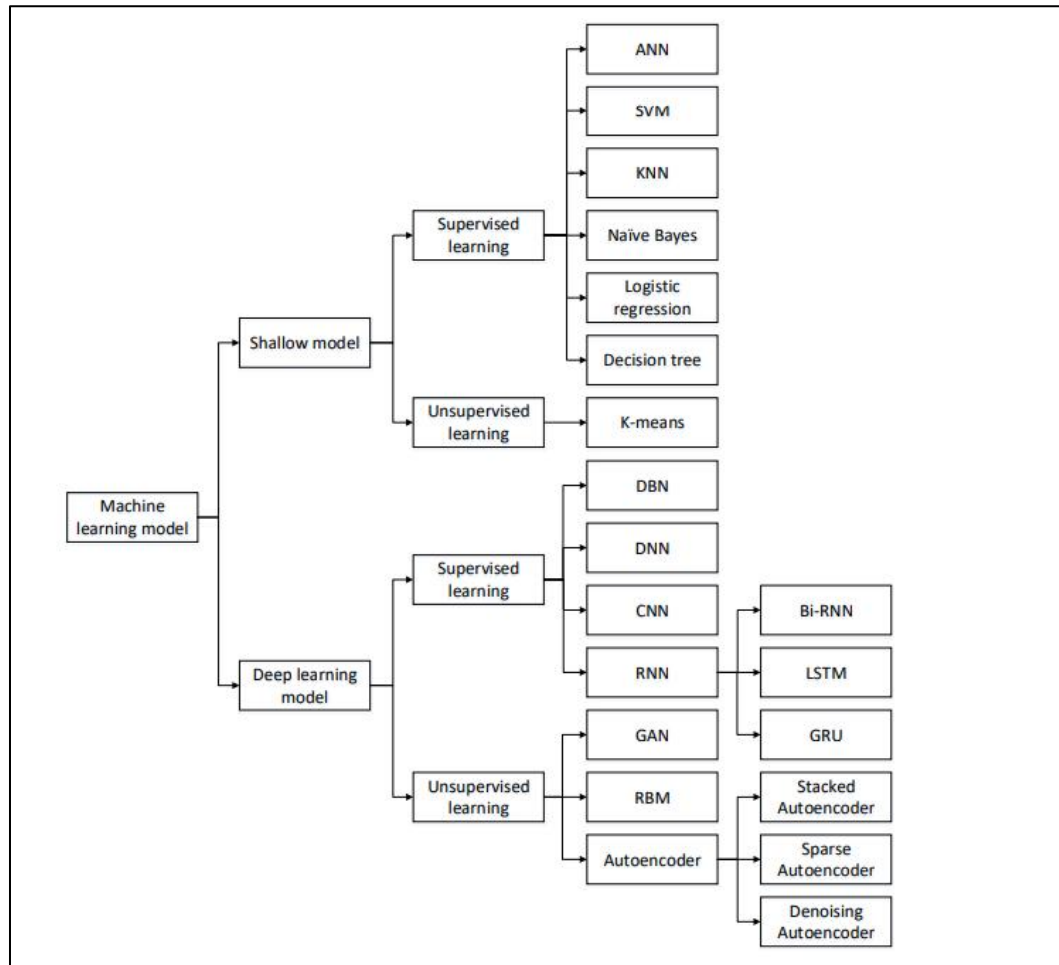 ANN
SVM
KNN
Supervised
learning
Naïve Bayes
Logistic
regression
Shallow model
Decision tree
Unsupervised
learning
K-means
DBN
Machine
learning model
DNN
Supervised
learning
CNN
Bi-RNN
RNN
LSTM
Deep learning
model
GAN
GRU
Unsupervised
learning
RBM
Stacked
Autoencoder
Autoencoder
Sparse
Autoencoder
Denoising
Autoencoder